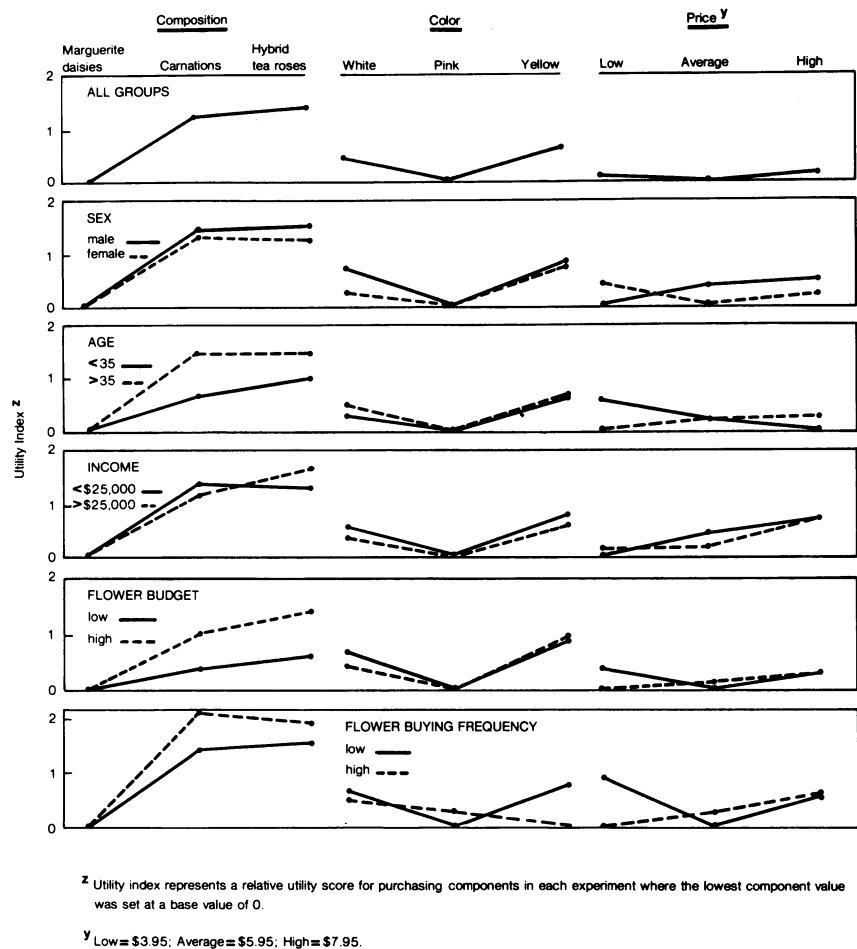 Composition Color Price y
Marguerite daisies Carnations Hybrid tea roses White Pink Yellow Low Average High
2
ALL GROUPS
1
0
2
SEX
male
1
female
0
2
AGE
<35
1
>35
0
2
INCOME
<$25,000
1
>$25,000
0
2
FLOWER BUDGET
low
1
high
0
2
FLOWER BUYING FREQUENCY
low
1
high
0
Utility Index z
z Utility index represents a relative utility score for purchasing components in each experiment where the lowest component value
was set at a base value of 0.
y Low=$3.95; Average=$5.95; High=$7.95.